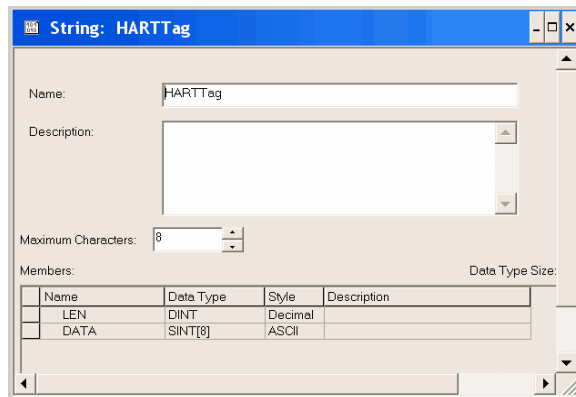 String: HARTTag
Name: HARTTag
Description:
Maximum Characters: 8
Members: Data Type Size:
Name Data Type Style Description
LEN DINT Decimal
DATA SINT[8] ASCII